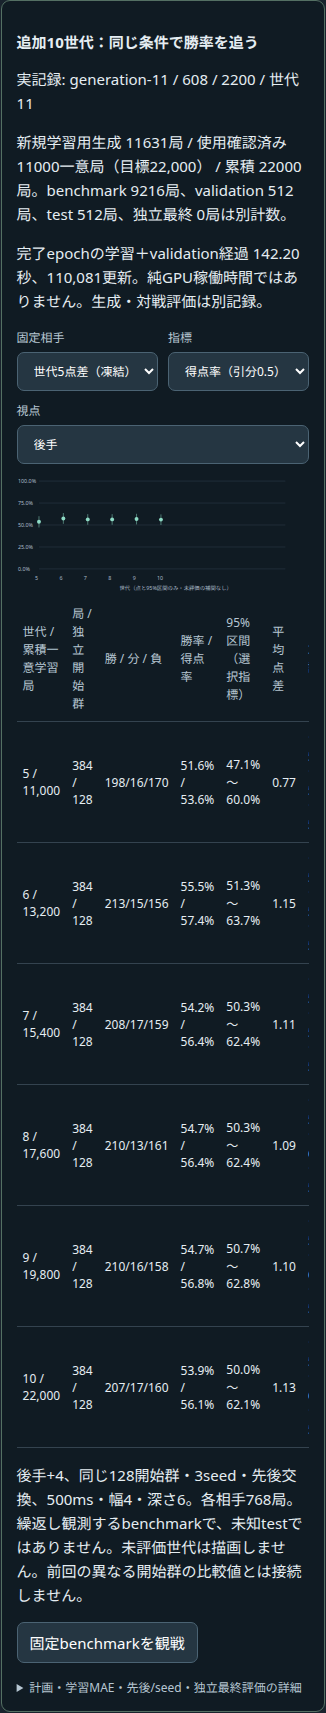 追加10世代：同じ条件で勝率を追う
実記録: generation-11 / 608 / 2200 / 世代
11
新規学習用生成 11631局 / 使用確認済み
11000一意局（目標22,000） / 累積 22000
局。benchmark 9216局、validation 512
局、test 512局、独立最終 0局は別計数。
完了epochの学習＋validation経過 142.20
秒、110,081更新。純GPU稼働時間ではあ
りません。生成・対戦評価は別記録。
固定相手 指標
世代5点差（凍結） 得点率（引分0.5）
視点
後手
100.0%
75.0%
50.0%
25.0%
0.0%
5 6 7 8 9 10
世代（点と95%区間のみ・未評価の補間なし）
世代 / 累積一意学習局 局 / 独立開始群 勝 / 分 / 負 勝率 / 得点率 95%区間（選択指標） 平均点差
5 / 11,000 384 / 128 198/16/170 51.6% / 53.6% 47.1% 〜 60.0% 0.77
6 / 13,200 384 / 128 213/15/156 55.5% / 57.4% 51.3% 〜 63.7% 1.15
7 / 15,400 384 / 128 208/17/159 54.2% / 56.4% 50.3% 〜 62.4% 1.11
8 / 17,600 384 / 128 210/13/161 54.7% / 56.4% 50.3% 〜 62.4% 1.09
9 / 19,800 384 / 128 210/16/158 54.7% / 56.8% 50.7% 〜 62.8% 1.10
10 / 22,000 384 / 128 207/17/160 53.9% / 56.1% 50.0% 〜 62.1% 1.13
後手+4、同じ128開始群・3seed・先後交
換、500ms・幅4・深さ6。各相手768局。
繰返し観測するbenchmarkで、未知testで
はありません。未評価世代は描画しませ
ん。前回の異なる開始群の比較値とは接続
しません。
固定benchmarkを観戦
▶ 計画・学習MAE・先後/seed・独立最終評価の詳細